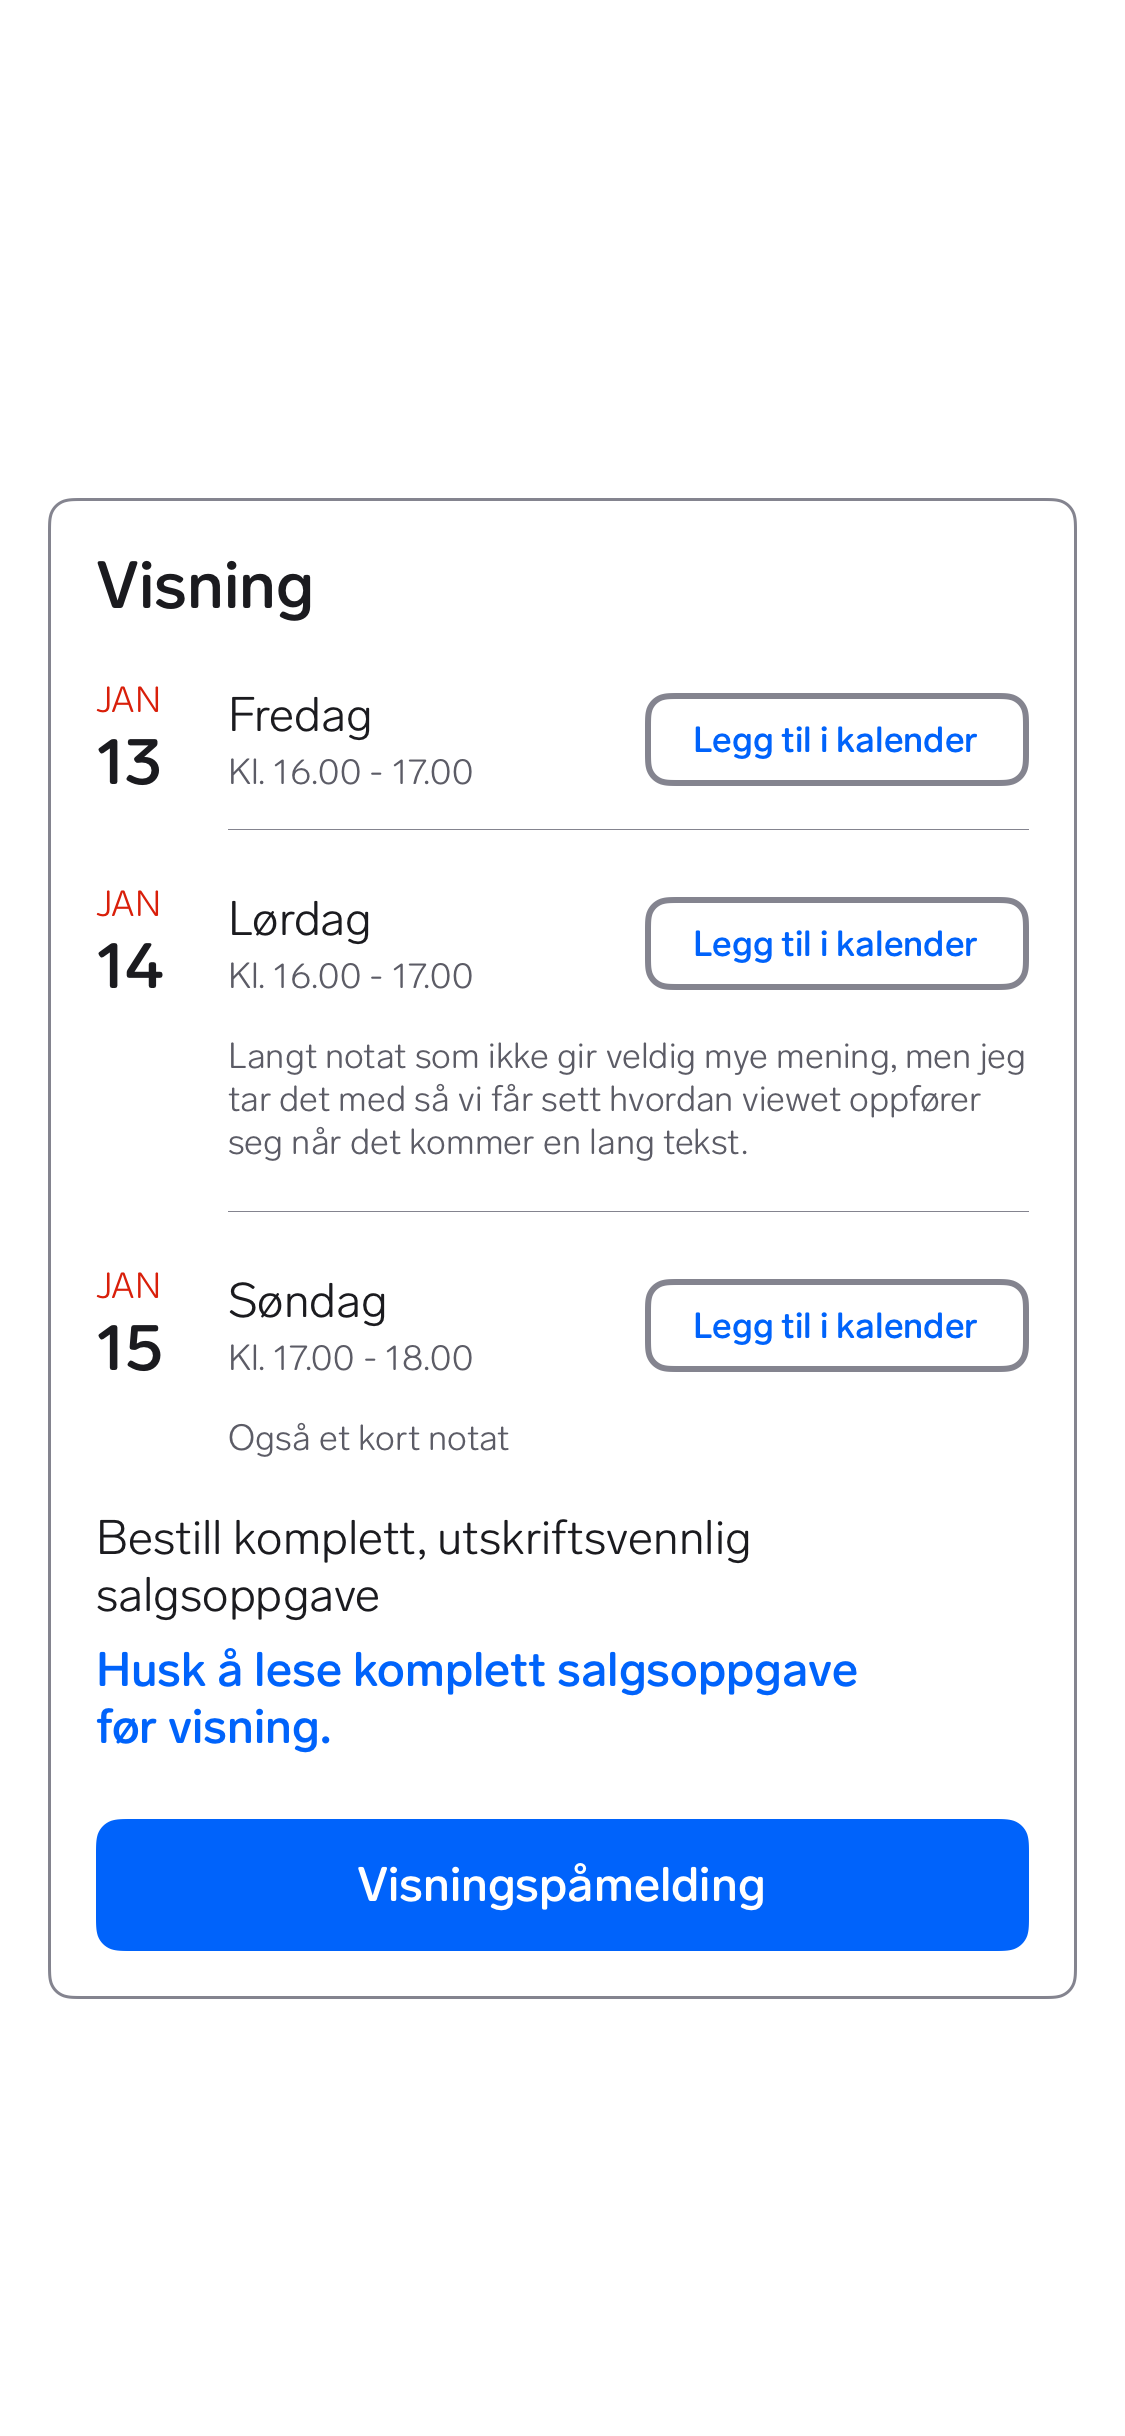 Visning
JAN
13
Fredag
Kl. 16.00 - 17.00
Legg til i kalender
JAN
14
Lørdag
Kl. 16.00 - 17.00
Legg til i kalender
Langt notat som ikke gir veldig mye mening, men jeg
tar det med så vi får sett hvordan viewet oppfører
seg når det kommer en lang tekst.
JAN
15
Søndag
Kl. 17.00 - 18.00
Legg til i kalender
Også et kort notat
Bestill komplett, utskriftsvennlig
salgsoppgave
Husk å lese komplett salgsoppgave
før visning.
Visningspåmelding